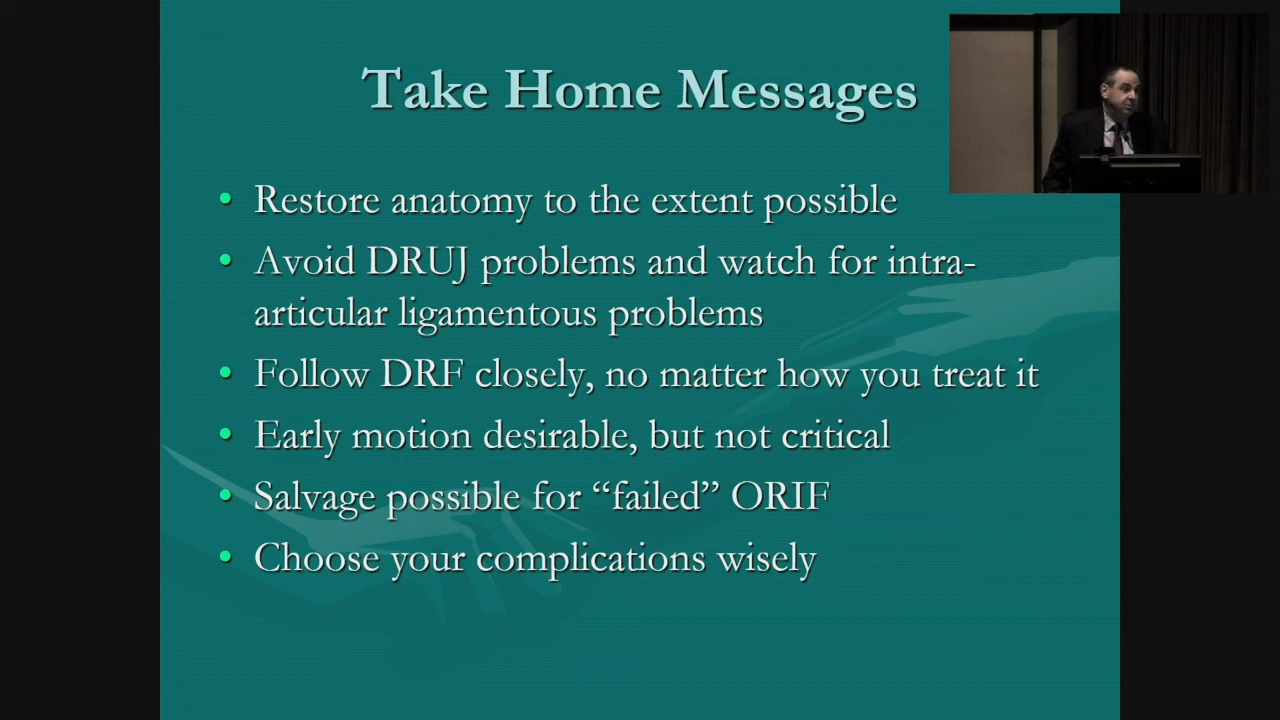 Take Home Messages
• Restore anatomy to the extent possible
• Avoid DRUJ problems and watch for intra-
articular ligamentous problems
• Follow DRF closely, no matter how you treat it
• Early motion desirable, but not critical
• Salvage possible for “failed” ORIF
• Choose your complications wisely